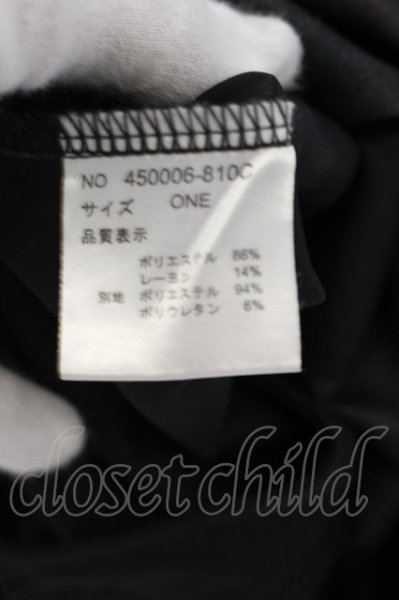 NO 450006-810C
サイズ ONE
品質表示
ポリエステル 86%
レーヨン 14%
別地 ポリエステル 94%
ポリウレタン 6%
closet child